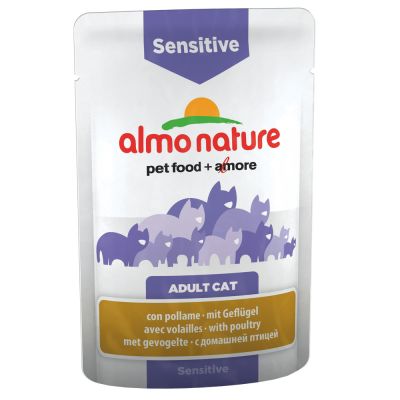 Sensitive
almo nature
pet food + almore
ADULT CAT
con pollame · mit Geflügel
avec volailles · with poultry
met gevogelte · с домашней птицей
Sensitive